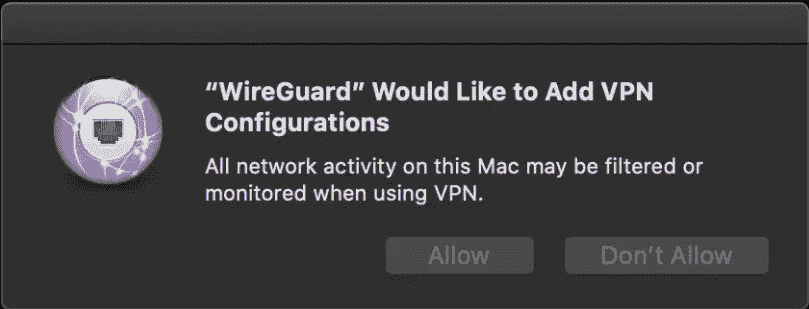 “WireGuard” Would Like to Add VPN
Configurations
All network activity on this Mac may be filtered or
monitored when using VPN.
Allow
Don’t Allow